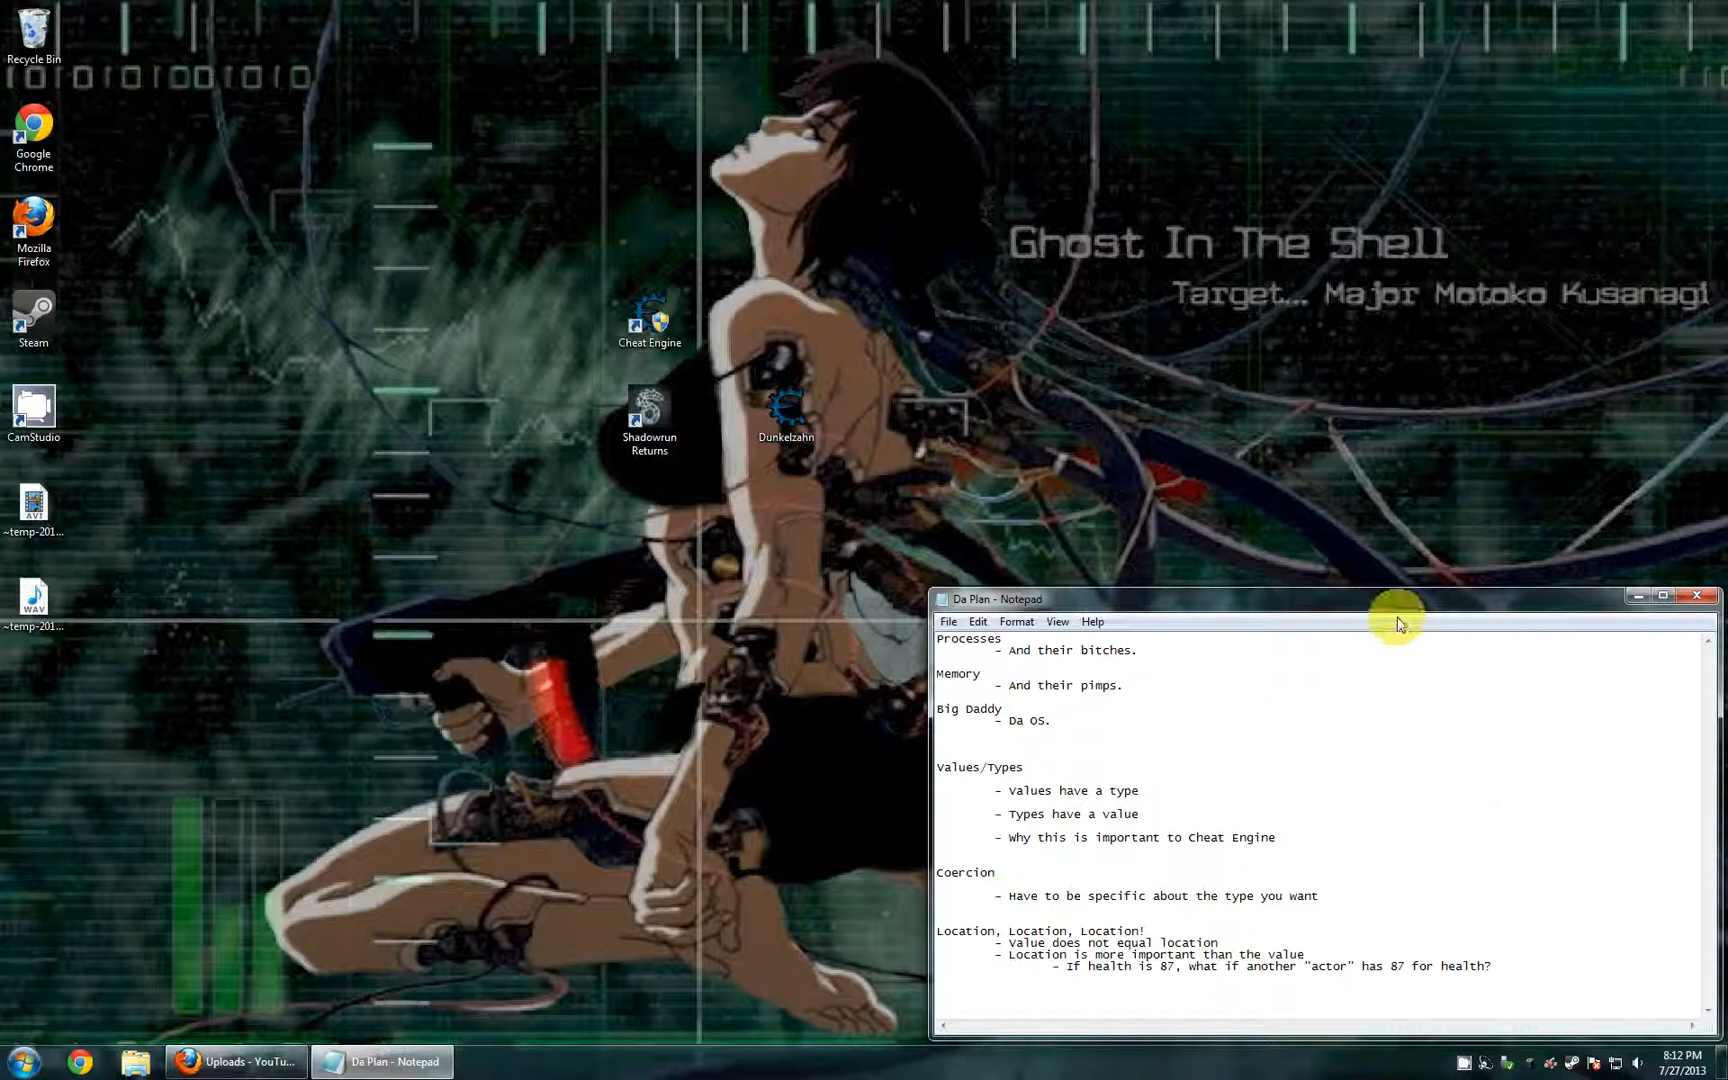 Recycle Bin
10101010010 10
Google
Chrome
Mozilla
Firefox
Steam
CamStudio
AVI
~temp-201...
WAV
~temp-201...
Cheat Engine
Shadowrun
Returns
Dunkelzahn
Ghost In The Shell
Target... Major Motoko Kusanagi
Da Plan - Notepad
File Edit Format View Help
Processes
- And their bitches.
Memory
- And their pimps.
Big Daddy
- Da OS.
Values/Types
- Values have a type
- Types have a value
- Why this is important to Cheat Engine
Coercion
- Have to be specific about the type you want
Location, Location, Location!
- Value does not equal location
- Location is more important than the value
- If health is 87, what if another "actor" has 87 for health?
Uploads - YouTu...
Da Plan - Notepad
8:12 PM
7/27/2013